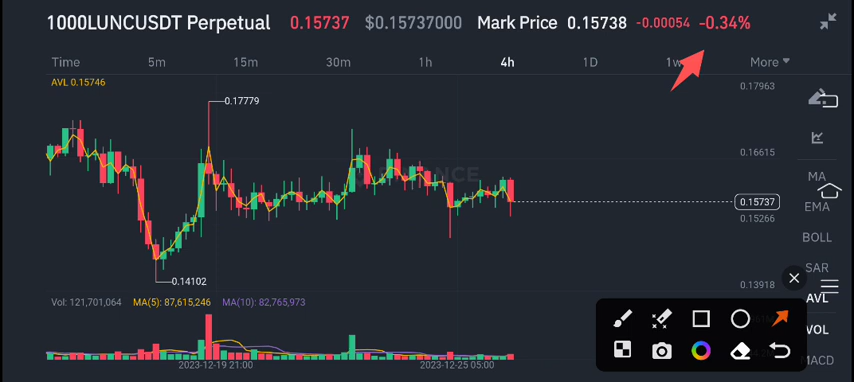 1000LUNCUSDT Perpetual 0.15737 $0.15737000 Mark Price 0.15738 -0.00054 -0.34%
Time 5m 15m 30m 1h 4h 1D 1w More
AVL 0.15746
0.17963
0.17779
0.16615
MA
BINANCE
0.15737
EMA
0.15266
BOLL
SAR
0.14102
0.13918
AVL
Vol: 121,701,064 MA(5): 87,615,246 MA(10): 82,765,973
VOL
MACD
2023-12-19 21:00 2023-12-25 05:00